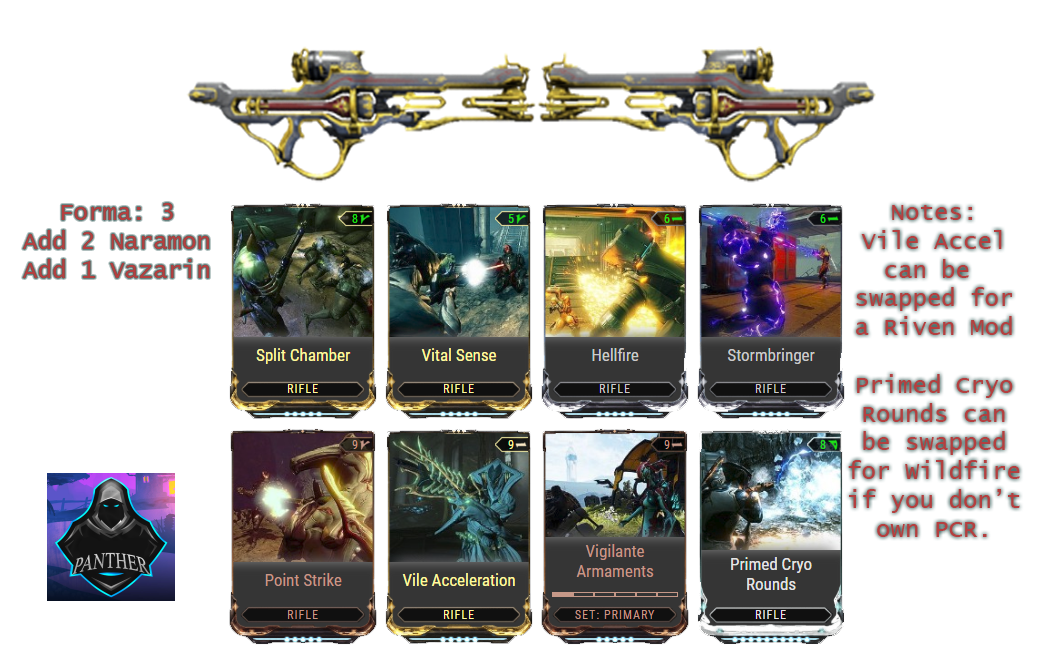 Forma: 3
Add 2 Naramon
Add 1 Vazarin
8
Split Chamber
RIFLE
5
Vital Sense
RIFLE
6
Hellfire
RIFLE
6
Stormbringer
RIFLE
Notes:
Vile Accel
can be
swapped for
a Riven Mod
Primed Cryo
Rounds can
be swapped
for Wildfire
if you don't
own PCR.
PANTHER
9
Point Strike
RIFLE
9
Vile Acceleration
RIFLE
9
Vigilante
Armaments
SET: PRIMARY
8
Primed Cryo
Rounds
RIFLE